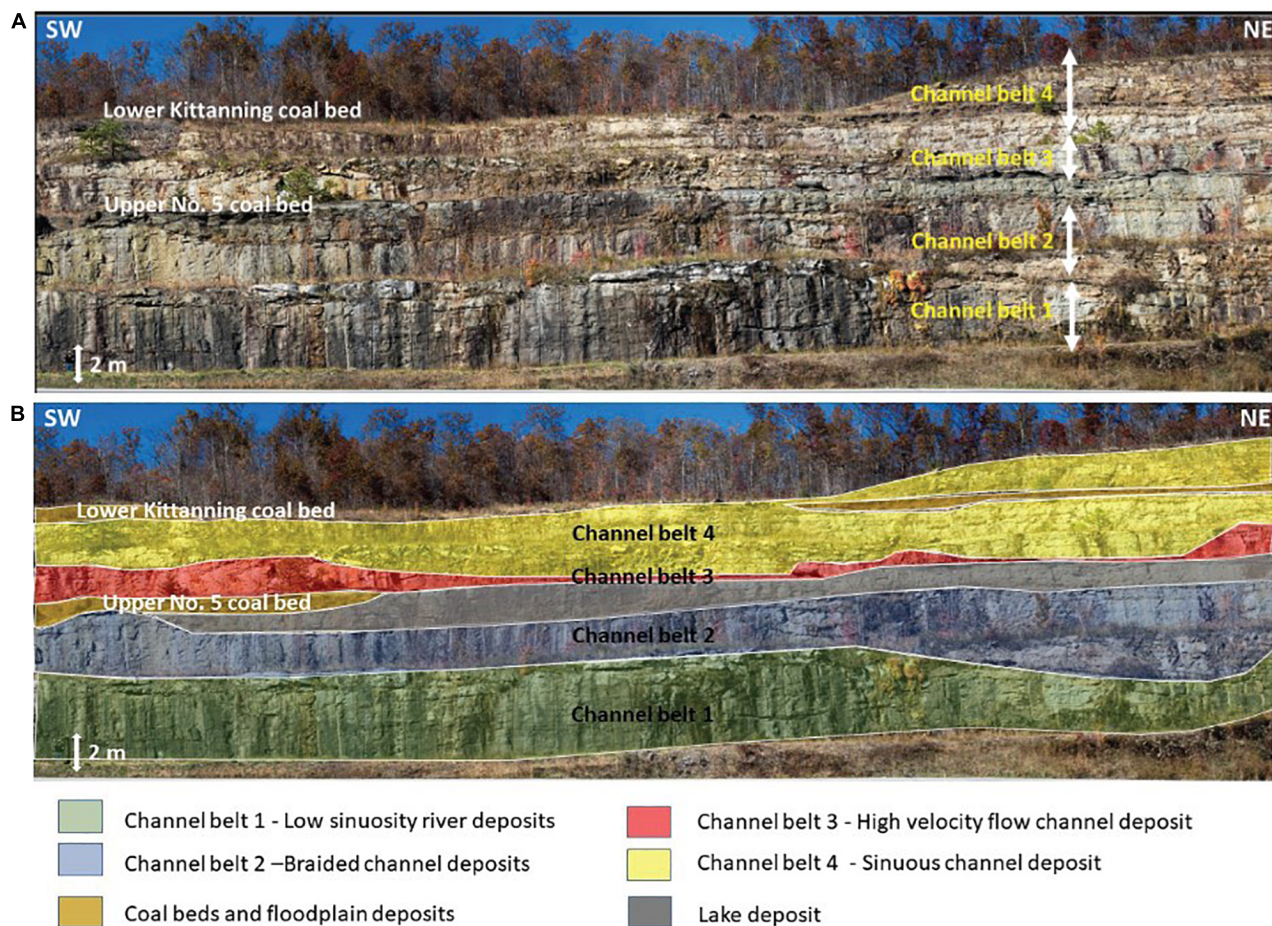 A
SW
NE
Channel belt 4
Lower Kittanning coal bed
Channel belt 3
Upper No. 5 coal bed
Channel belt 2
Channel belt 1
2 m
B
SW
NE
Lower Kittanning coal bed
Channel belt 4
Channel belt 3
Upper No. 5 coal bed
Channel belt 2
Channel belt 1
2 m
Channel belt 1 - Low sinuosity river deposits
Channel belt 2 –Braided channel deposits
Coal beds and floodplain deposits
Channel belt 3 - High velocity flow channel deposit
Channel belt 4 - Sinuous channel deposit
Lake deposit